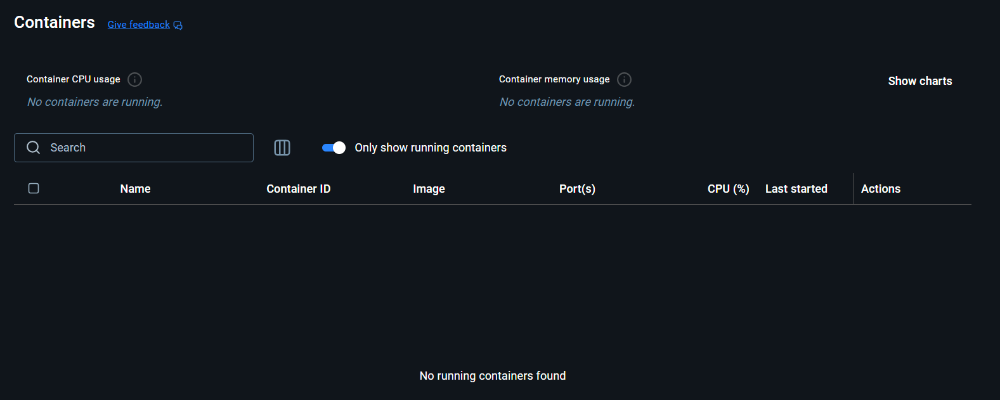 Containers Give feedback
Container CPU usage
No containers are running.
Container memory usage
No containers are running.
Show charts
Search
Only show running containers
Name Container ID Image Port(s) CPU (%) Last started Actions
No running containers found